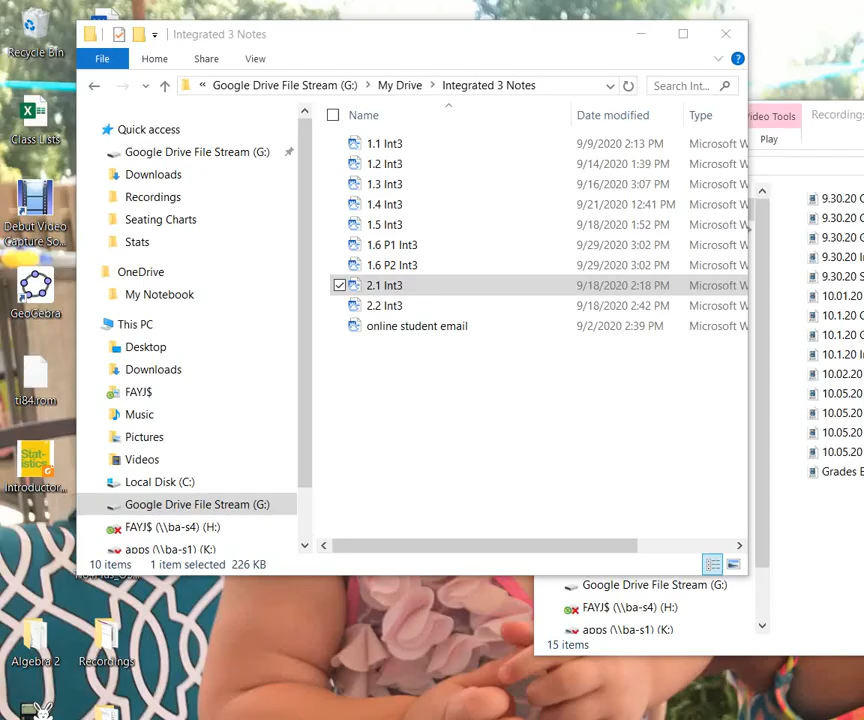 Integrated 3 Notes
File
Home
Share
View
?
« Google Drive File Stream (G:) > My Drive > Integrated 3 Notes
Search Int...
Name
Date modified
Type
1.1 Int3
9/9/2020 2:13 PM
Microsoft W
1.2 Int3
9/14/2020 1:39 PM
Microsoft W
1.3 Int3
9/16/2020 3:07 PM
Microsoft W
1.4 Int3
9/21/2020 12:41 PM
Microsoft W
1.5 Int3
9/18/2020 1:52 PM
Microsoft W
1.6 P1 Int3
9/29/2020 3:02 PM
Microsoft W
1.6 P2 Int3
9/29/2020 3:02 PM
Microsoft W
2.1 Int3
9/18/2020 2:18 PM
Microsoft W
2.2 Int3
9/18/2020 2:42 PM
Microsoft W
online student email
9/2/2020 2:39 PM
Microsoft W
Quick access
Google Drive File Stream (G:)
Downloads
Recordings
Seating Charts
Stats
OneDrive
My Notebook
This PC
Desktop
Downloads
FAYJ$
Music
Pictures
Videos
Local Disk (C:)
Google Drive File Stream (G:)
FAYJ$ (\\ba-s4) (H:)
apps (\\ba-s1) (K:)
10 items
1 item selected 226 KB
Recycle Bin
Class Lists
Debut Video
Capture So...
GeoGebra
ti84.rom
Stat-
istics
Introductor...
Algebra 2
Recordings
Video Tools
Recordings
Play
9.30.20
9.30.20
9.30.20
9.30.20
9.30.20
10.01.20
10.1.20
10.1.20
10.1.20
10.02.20
10.05.20
10.05.20
10.05.20
10.05.20
Grades
Google Drive File Stream (G:)
FAYJ$ (\\ba-s4) (H:)
apps (\\ba-s1) (K:)
15 items